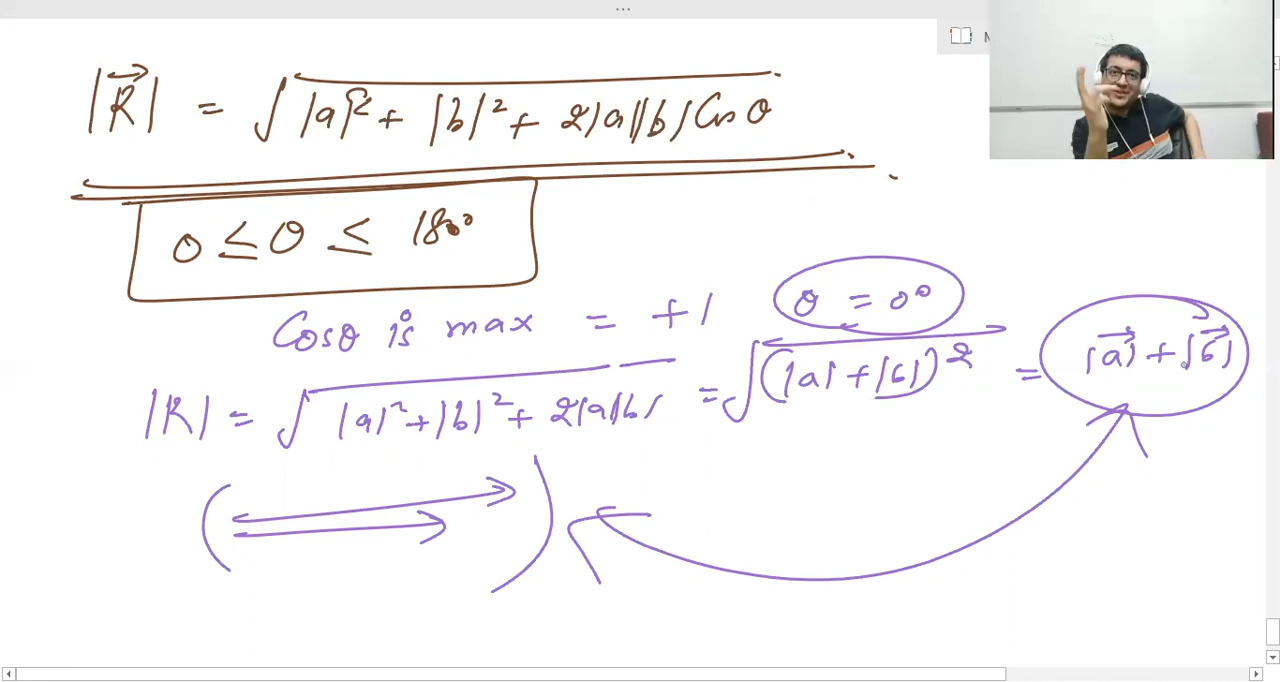 |R⃗| = √|a|² + |b|² + 2|a||b| Cos θ
0 ≤ θ ≤ 180°
Cosθ is max = +1 θ = 0°
|R| = √|a|² + |b|² + 2|a||b| = √(|a| + |b|)² = |a⃗| + |b⃗|